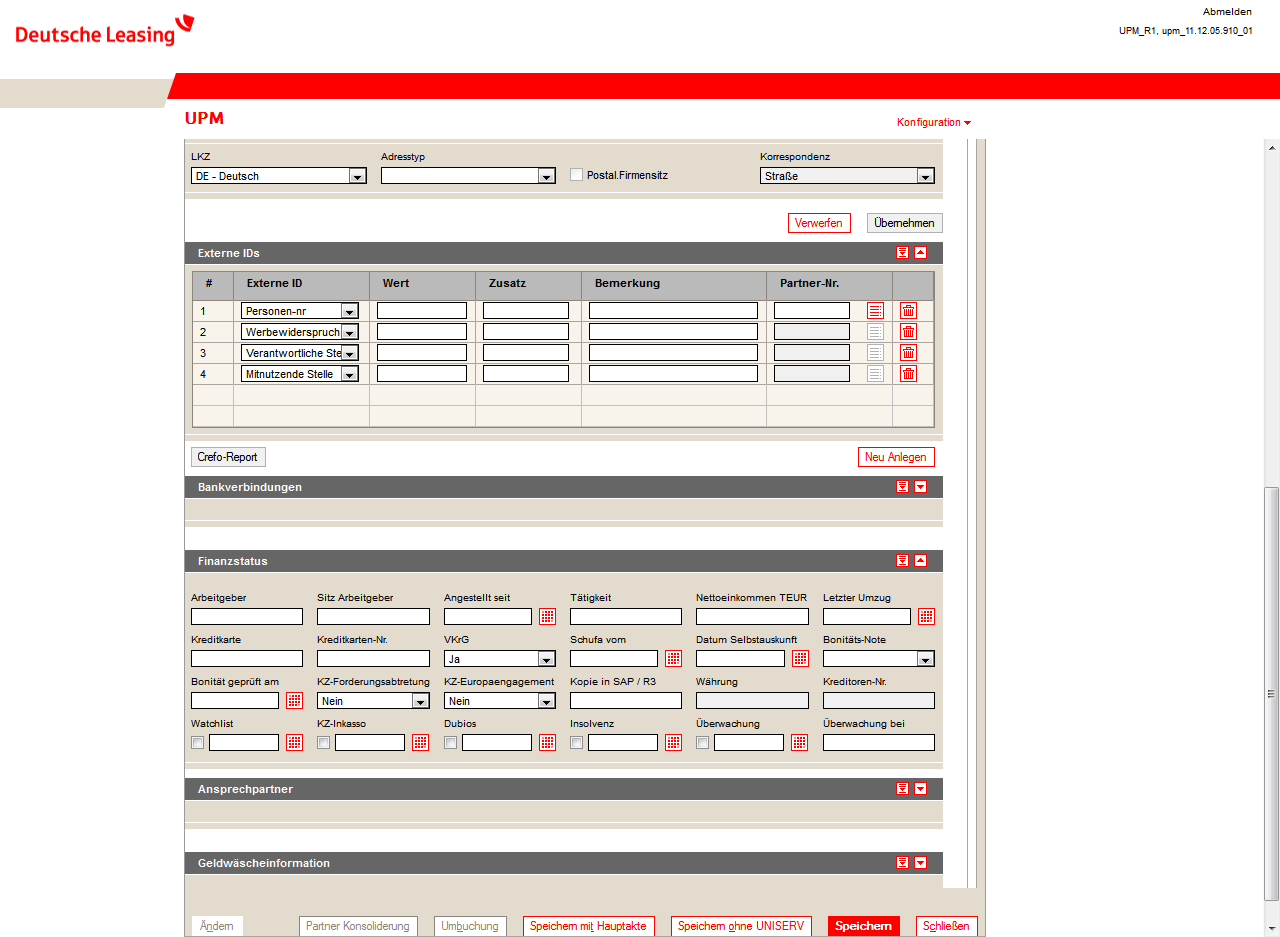 Abmelden
Deutsche Leasing
UPM_R1, upm_11.12.05.910_01
UPM
Konfiguration
LKZ Adresstyp Korrespondenz
DE - Deutsch Postal.Firmensitz Straße
Verwerfen Übernehmen
Externe IDs
# Externe ID Wert Zusatz Bemerkung Partner-Nr.
1 Personen-nr
2 Werbewiderspruch
3 Verantwortliche Ste
4 Mitnutzende Stelle
Crefo-Report Neu Anlegen
Bankverbindungen
Finanzstatus
Arbeitgeber Sitz Arbeitgeber Angestellt seit Tätigkeit Nettoeinkommen TEUR Letzter Umzug
Kreditkarte Kreditkarten-Nr. VKrG Schufa vom Datum Selbstauskunft Bonitäts-Note
Ja
Bonität geprüft am KZ-Forderungsabtretung KZ-Europaengagement Kopie in SAP / R3 Währung Kreditoren-Nr.
Nein Nein
Watchlist KZ-Inkasso Dubios Insolvenz Überwachung Überwachung bei
Ansprechpartner
Geldwäscheinformation
Ändern Partner Konsolidierung Umbuchung Speichern mit Hauptakte Speichern ohne UNISERV Speichern Schließen